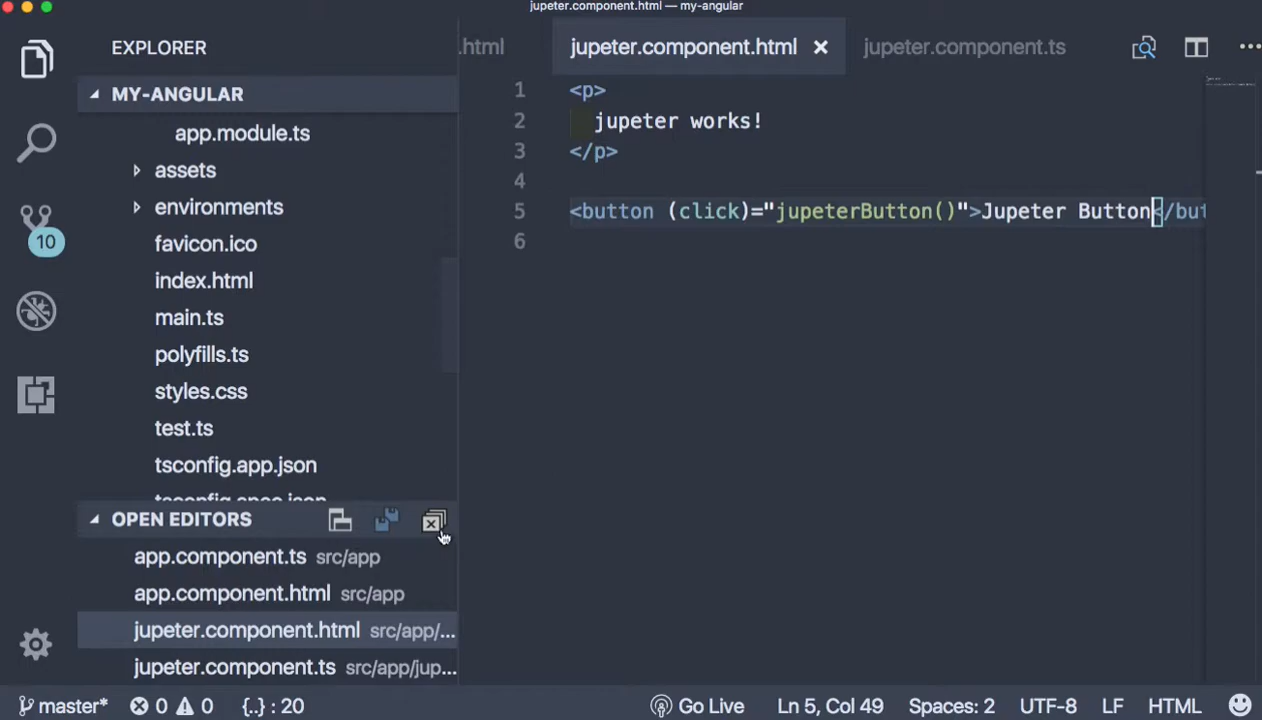 jupeter.component.html — my-angular
EXPLORER
MY-ANGULAR
app.module.ts
assets
environments
favicon.ico
index.html
main.ts
polyfills.ts
styles.css
test.ts
tsconfig.app.json
tsconfig.spec.json
10
OPEN EDITORS
app.component.ts src/app
app.component.html src/app
jupeter.component.html src/app/...
jupeter.component.ts src/app/jup...
.html
jupeter.component.html
jupeter.component.ts
1 <p>
2 jupeter works!
3 </p>
4
5 <button (click)="jupeterButton()">Jupeter Button</but
6
master* 0 0 {..} : 20 Go Live Ln 5, Col 49 Spaces: 2 UTF-8 LF HTML